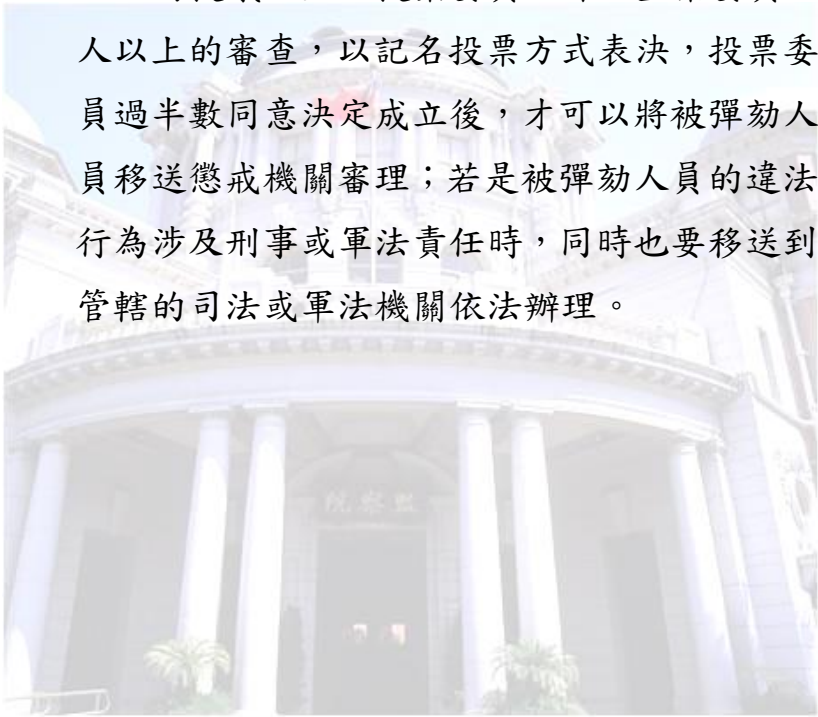 人以上的審查，以記名投票方式表決，投票委
員過半數同意決定成立後，才可以將被彈劾人
員移送懲戒機關審理；若是被彈劾人員的違法
行為涉及刑事或軍法責任時，同時也要移送到
管轄的司法或軍法機關依法辦理。
院察監